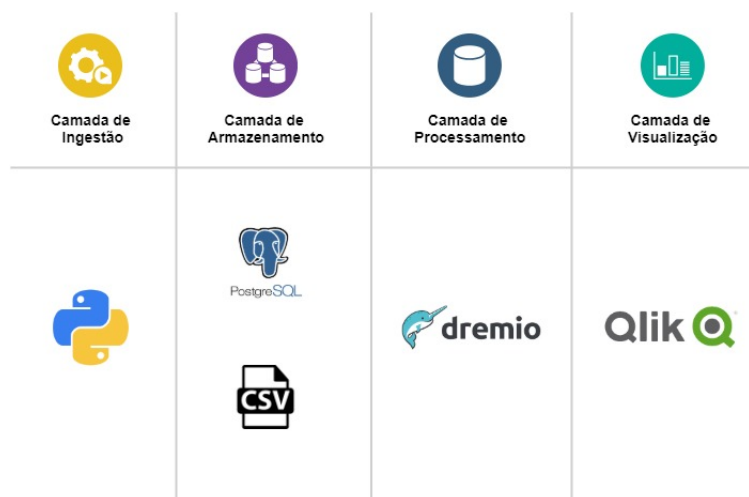 Camada de
Ingestão
Camada de
Armazenamento
Camada de
Processamento
Camada de
Visualização
PostgreSQL
CSV
dremio
Qlik